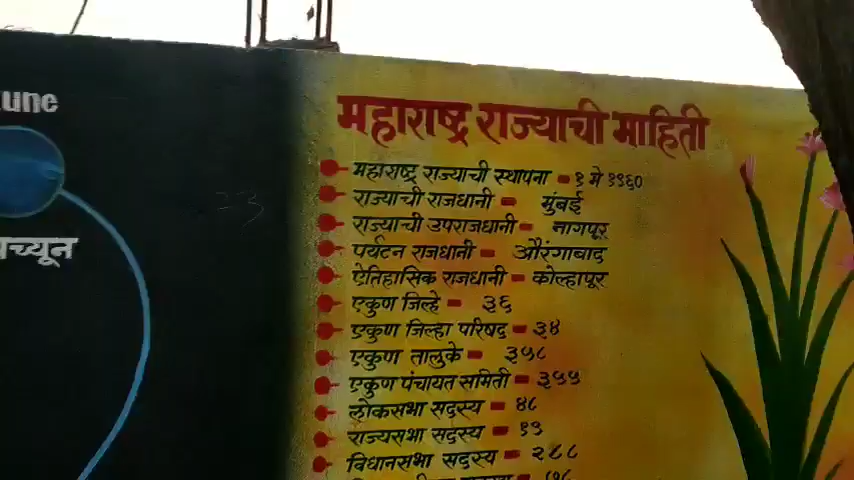 une
पच्यून
महाराष्ट्र राज्याची माहिती
महाराष्ट्र राज्याची स्थापना - १ मे १९६०
राज्याची राजधानी - मुंबई
राज्याची उपराजधानी - नागपूर
पर्यटन राजधानी - औरंगाबाद
ऐतिहासिक राजधानी - कोल्हापूर
एकुण जिल्हे - ३६
एकुण जिल्हा परिषद - ३४
एकुण तालुके - ३५८
एकुण पंचायत समिती - ३५५
लोकसभा सदस्य - ४८
राज्यसभा सदस्य - १९
विधानसभा सदस्य - २८८